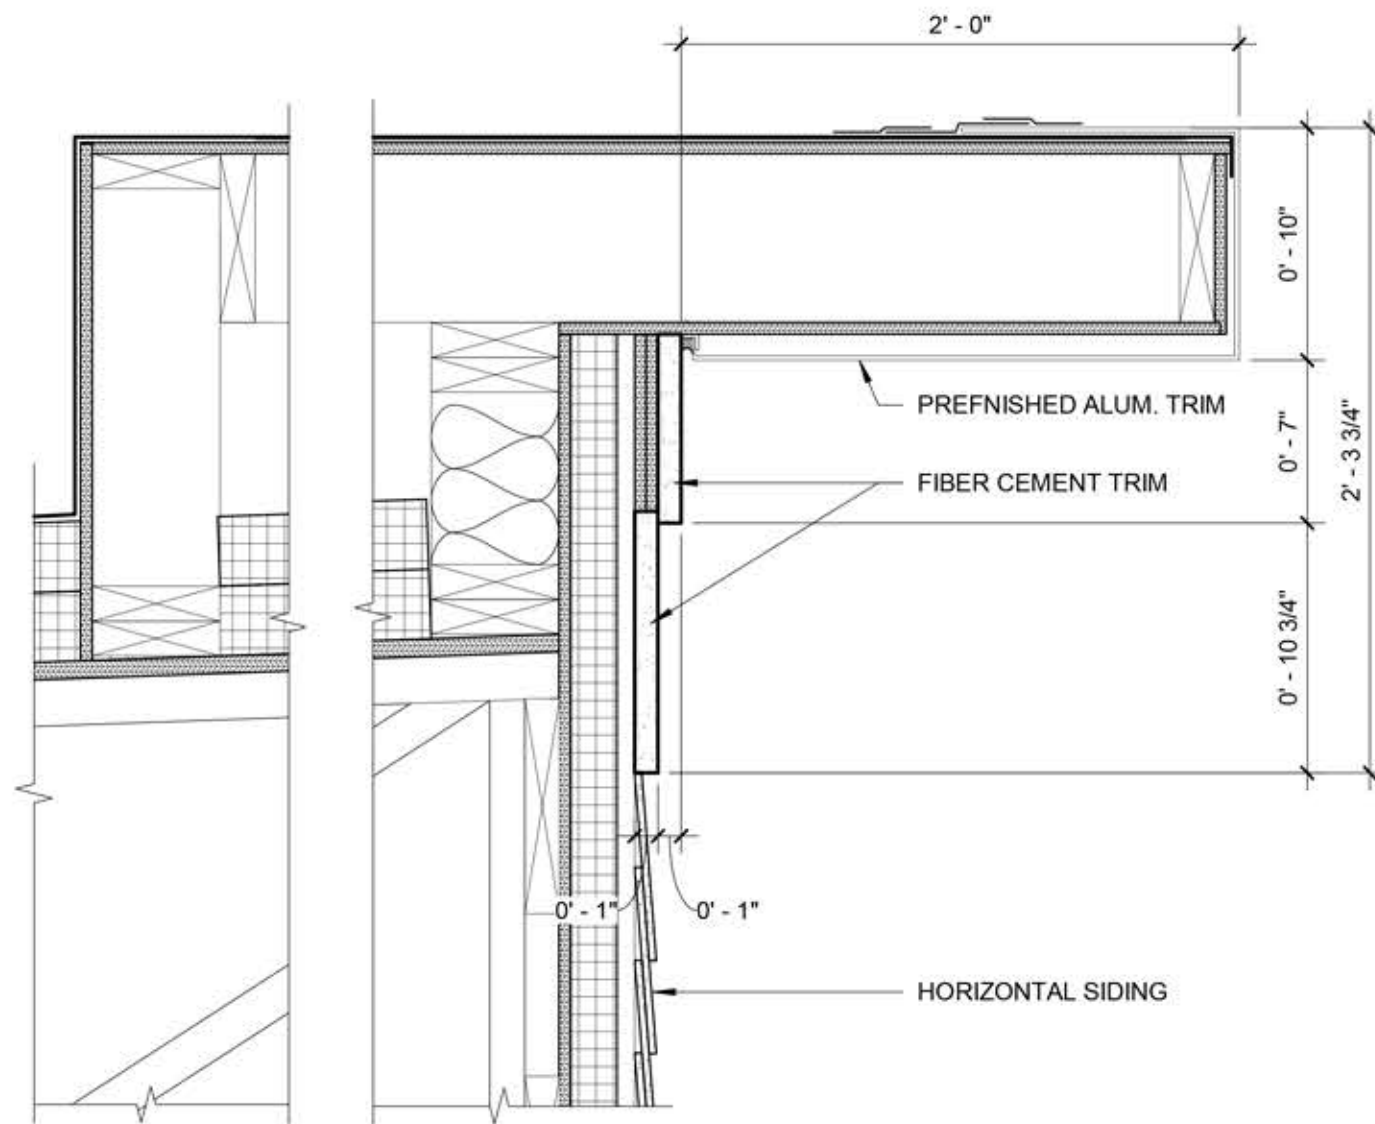 2' - 0"
0' - 10"
PREFNISHED ALUM. TRIM
0' - 7"
2' - 3 3/4"
FIBER CEMENT TRIM
0' - 10 3/4"
0' - 1"
0' - 1"
HORIZONTAL SIDING